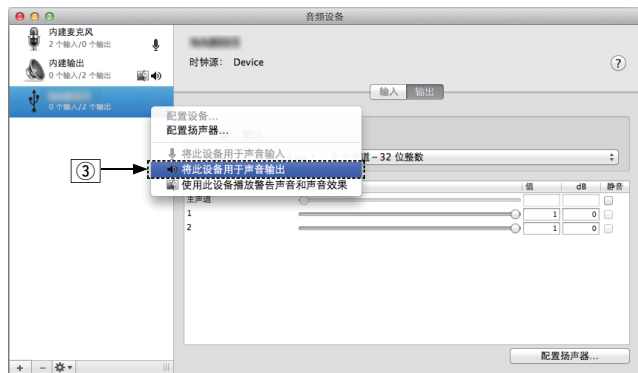 音频设备
内建麦克风
2 个输入/0 个输出
内建输出
0 个输入/2 个输出
0 个输入/2 个输出
时钟源： Device
?
输入 输出
配置设备...
配置扬声器...
将此设备用于声音输入
将此设备用于声音输出
使用此设备播放警告声音和声音效果
③
道 – 32 位整数
值 dB 静音
主声道
1 1 0
2 1 0
配置扬声器...